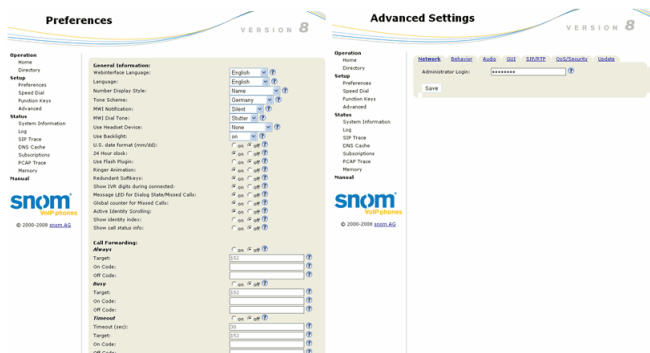 Preferences
VERSION 8
Operation
Home
Directory
Setup
Preferences
Speed Dial
Function Keys
Advanced
Status
System Information
Log
SIP Trace
DNS Cache
Subscriptions
PCAP Trace
Memory
Manual
snom
VoIP phones
© 2000-2008 snom AG
General Information:
Webinterface Language: English
Language: English
Number Display Style: Name
Tone Scheme: Germany
MWI Notification: Silent
MWI Dial Tone: Stutter
Use Headset Device: None
Use Backlight: on
U.S. date format (mm/dd): on off
24 Hour clock: on off
Use Flash Plugin: on off
Ringer Animation: on off
Redundant Softkeys: on off
Show IVR digits during connected: on off
Message LED for Dialog State/Missed Calls: on off
Global counter for Missed Calls: on off
Active Identity Scrolling: on off
Show identity index: on off
Show call status info: on off
Call Forwarding:
Always on off
Target: 552
On Code:
Off Code:
Busy on off
Target: 552
On Code:
Off Code:
Timeout on off
Timeout (sec): 30
Target: 552
On Code:
Off Code:
Advanced Settings
VERSION 8
Operation
Home
Directory
Setup
Preferences
Speed Dial
Function Keys
Advanced
Status
System Information
Log
SIP Trace
DNS Cache
Subscriptions
PCAP Trace
Memory
Manual
snom
VoIP phones
© 2000-2008 snom AG
Network Behavior Audio GUI SIP/RTP QoS/Security Update
Administrator Login: ********
Save